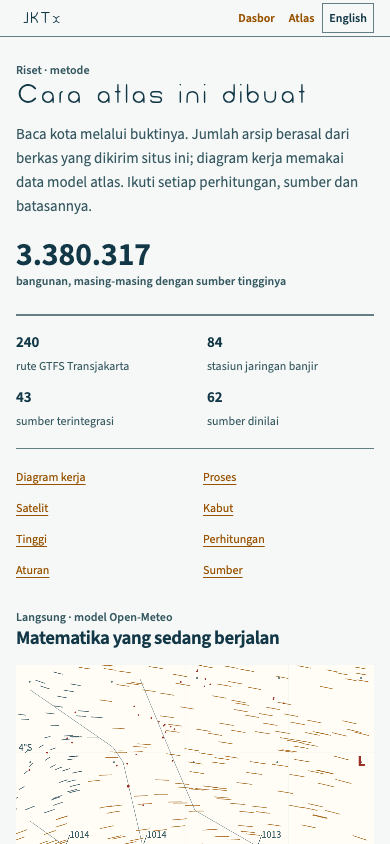 JKTx
Dasbor Atlas English
Riset · metode
Cara atlas ini dibuat
Baca kota melalui buktinya. Jumlah arsip berasal dari
berkas yang dikirim situs ini; diagram kerja memakai
data model atlas. Ikuti setiap perhitungan, sumber dan
batasannya.
3.380.317
bangunan, masing-masing dengan sumber tingginya
240 84
rute GTFS Transjakarta stasiun jaringan banjir
43 62
sumber terintegrasi sumber dinilai
Diagram kerja Proses
Satelit Kabut
Tinggi Perhitungan
Aturan Sumber
Langsung · model Open-Meteo
Matematika yang sedang berjalan
4°S
L
1014 1014 1013